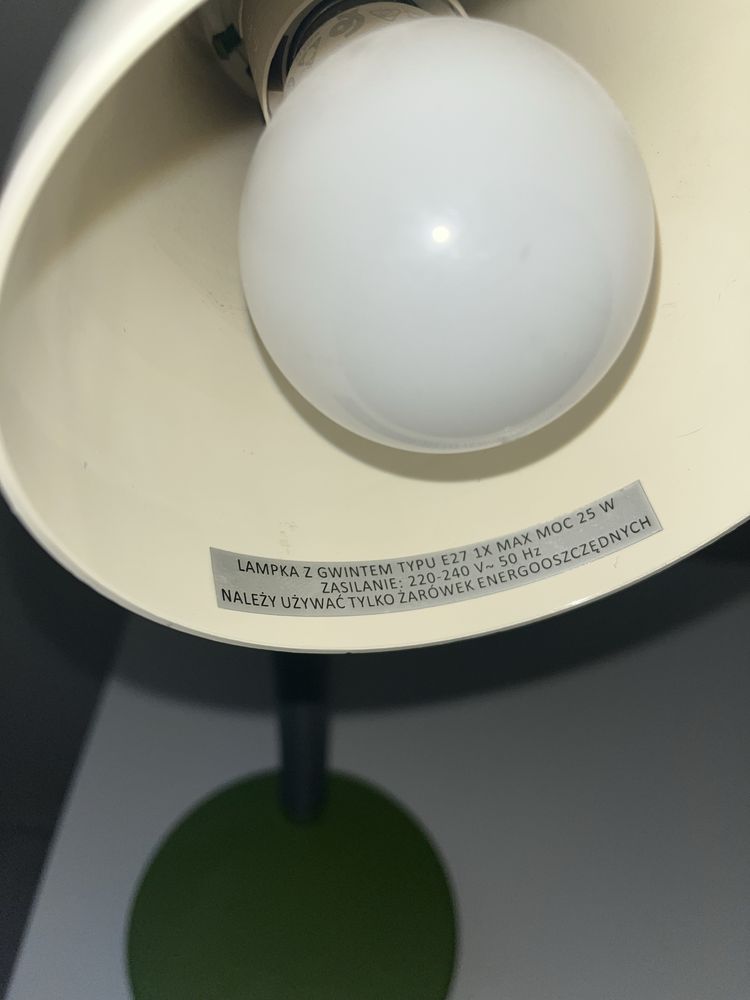 LAMPKA Z GWINTEM TYPU E27 1X MAX MOC 25 W
ZASILANIE: 220-240 V~ 50 Hz
NALEŻY UŻYWAĆ TYLKO ŻARÓWEK ENERGOOSZCZĘDNYCH